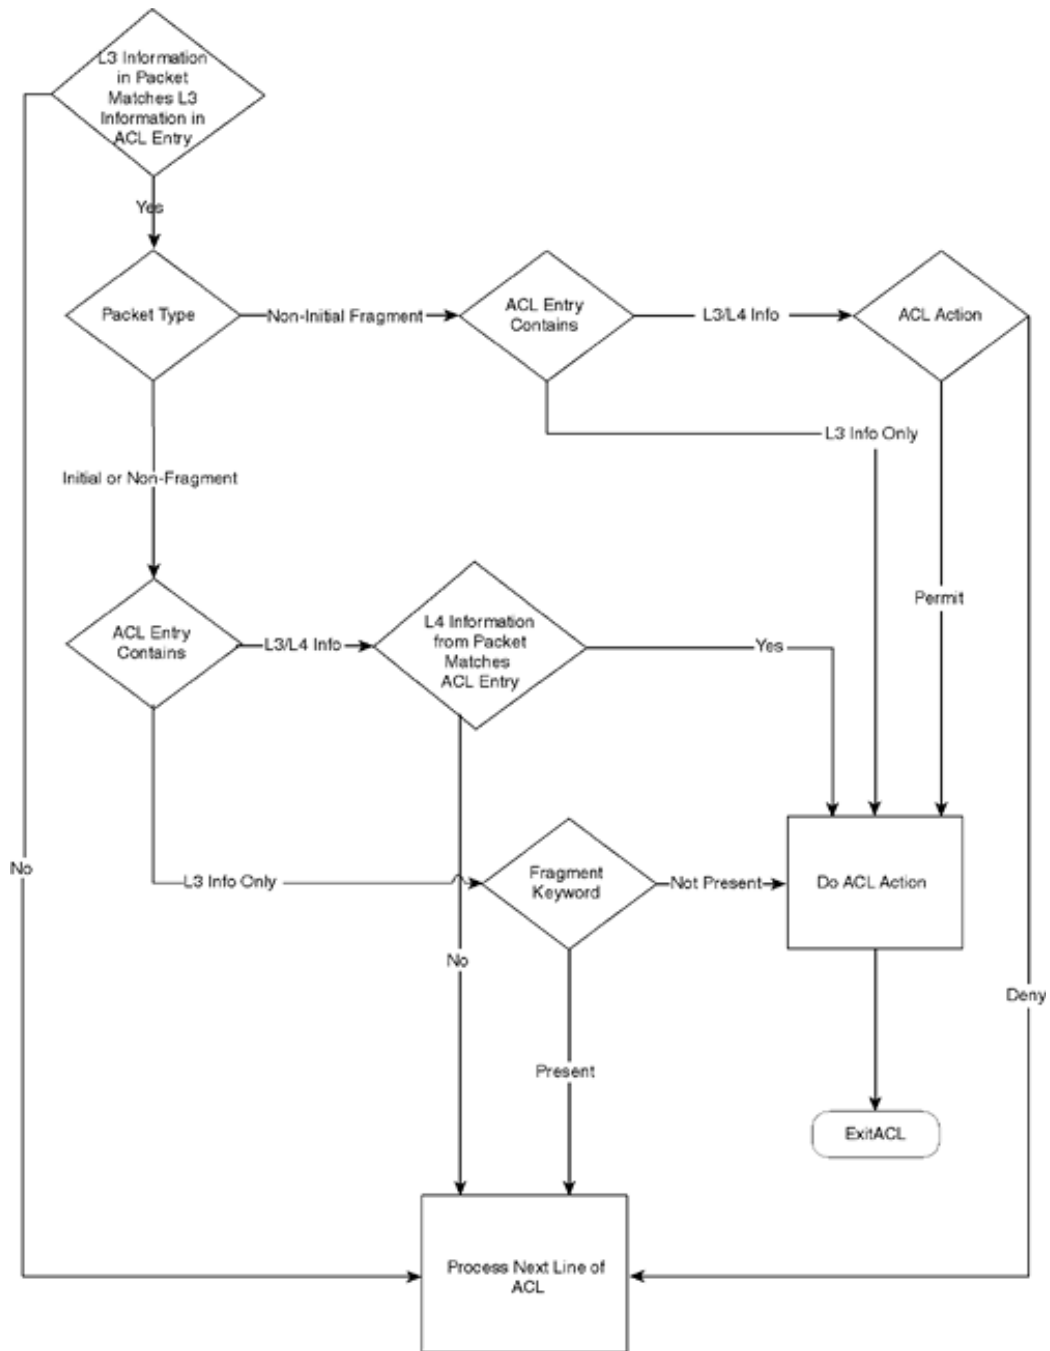 L3 Information
in Packet
Matches L3
Information in
ACL Entry
Yes
Packet Type
Non-Initial Fragment
ACL Entry
Contains
L3/L4 Info
ACL Action
L3 Info Only
Initial or Non-Fragment
Permit
ACL Entry
Contains
L3/L4 Info
L4 Information
from Packet
Matches
ACL Entry
Yes
No
L3 Info Only
Fragment
Keyword
Not Present
Do ACL Action
No
Deny
Present
ExitACL
Process Next Line of
ACL